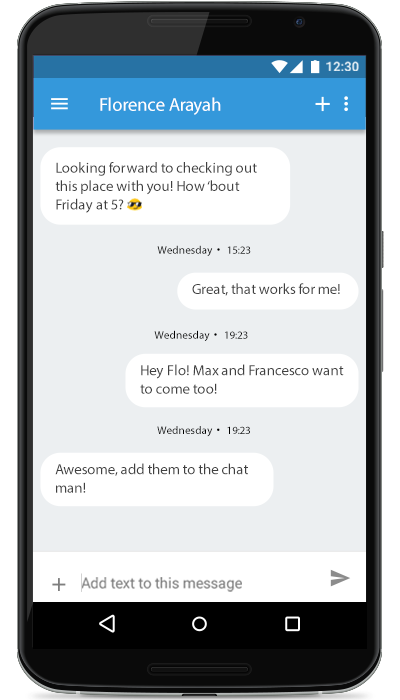 12:30
Florence Arayah
Looking forward to checking out
this place with you! How ‘bout
Friday at 5? 😎
Wednesday • 15:23
Great, that works for me!
Wednesday • 19:23
Hey Flo! Max and Francesco want
to come too!
Wednesday • 19:23
Awesome, add them to the chat
man!
Add text to this message